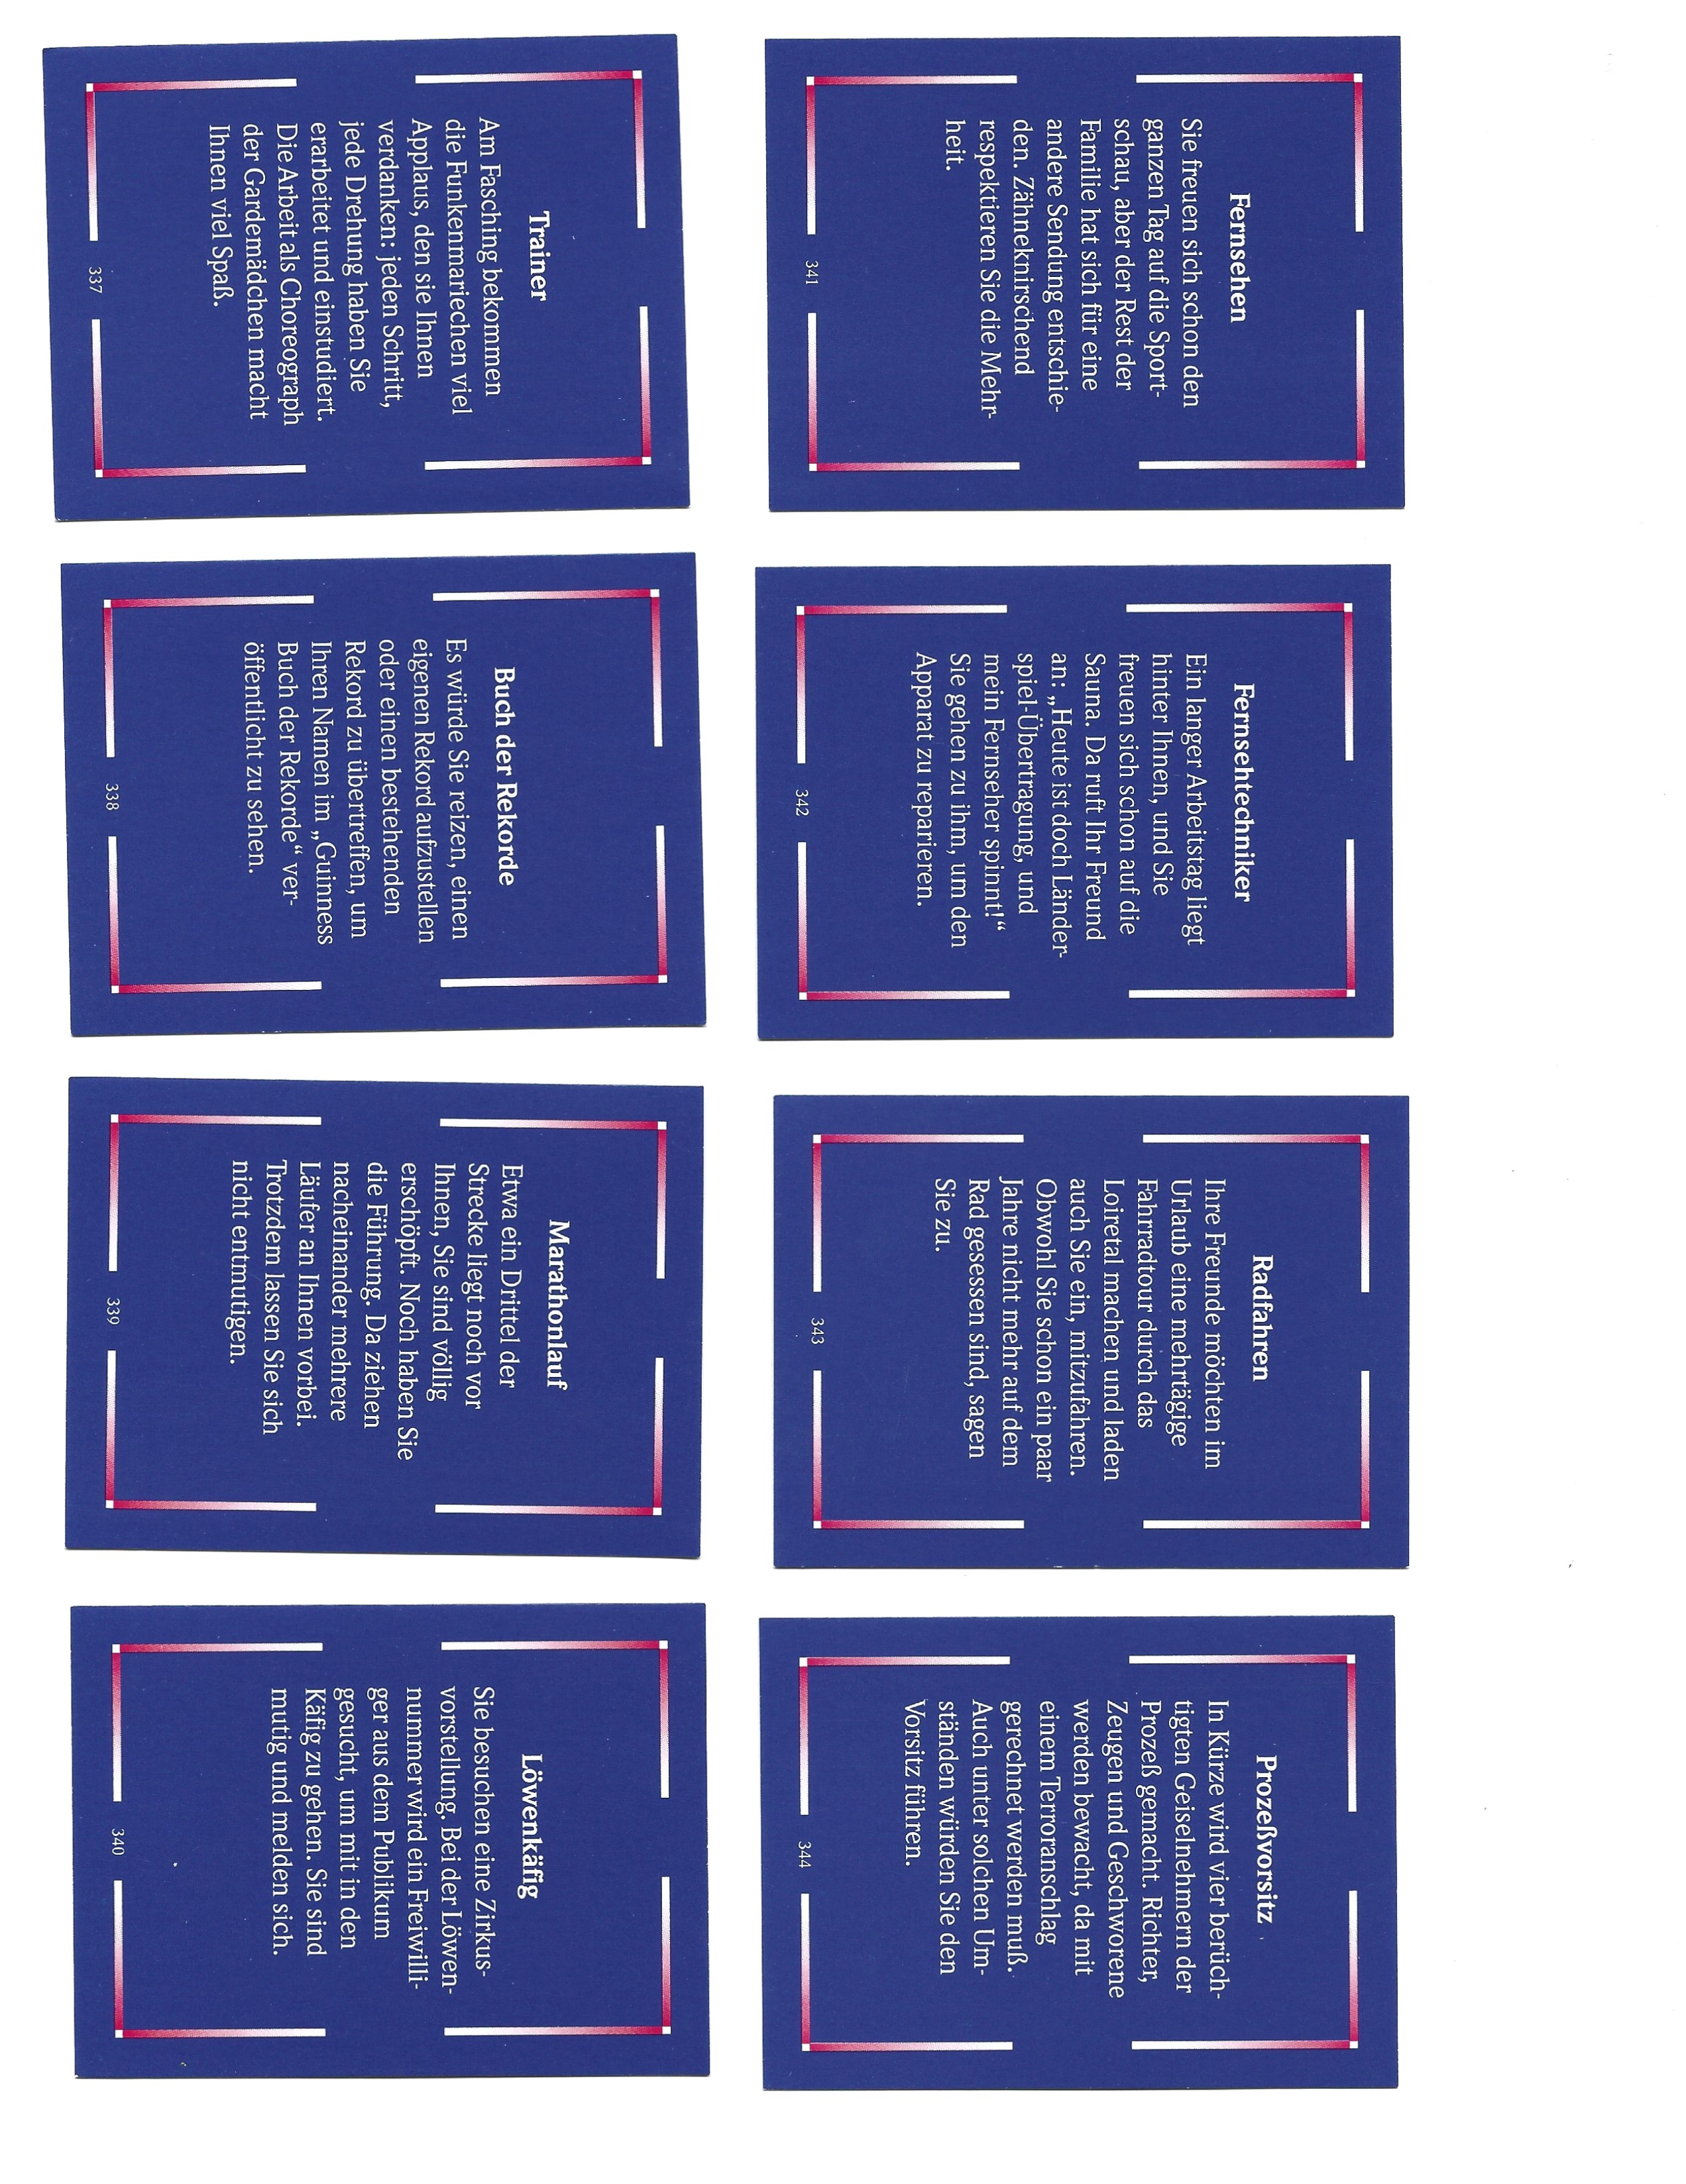 Trainer
Am Fasching bekommen
die Funkenmariechen viel
Applaus, den sie Ihnen
verdanken: jeden Schritt,
jede Drehung haben Sie
erarbeitet und einstudiert.
Die Arbeit als Choreograph
der Gardemädchen macht
Ihnen viel Spaß.
337
Buch der Rekorde
Es würde Sie reizen, einen
eigenen Rekord aufzustellen
oder einen bestehenden
Rekord zu übertreffen, um
Ihren Namen im „Guinness
Buch der Rekorde“ ver-
öffentlicht zu sehen.
338
Marathonlauf
Etwa ein Drittel der
Strecke liegt noch vor
Ihnen, Sie sind völlig
erschöpft. Noch haben Sie
die Führung. Da ziehen
nacheinander mehrere
Läufer an Ihnen vorbei.
Trotzdem lassen Sie sich
nicht entmutigen.
339
Löwenkäfig
Sie besuchen eine Zirkus-
vorstellung. Bei der Löwen-
nummer wird ein Freiwilli-
ger aus dem Publikum
gesucht, um mit in den
Käfig zu gehen. Sie sind
mutig und melden sich.
340
Fernsehen
Sie freuen sich schon den
ganzen Tag auf die Sport-
schau, aber der Rest der
Familie hat sich für eine
andere Sendung entschie-
den. Zähneknirschend
respektieren Sie die Mehr-
heit.
341
Fernsehtechniker
Ein langer Arbeitstag liegt
hinter Ihnen, und Sie
freuen sich schon auf die
Sauna. Da ruft Ihr Freund
an: „Heute ist doch Länder-
spiel-Übertragung, und
mein Fernseher spinnt!“
Sie gehen zu ihm, um den
Apparat zu reparieren.
342
Radfahren
Ihre Freunde möchten im
Urlaub eine mehrtägige
Fahrradtour durch das
Loiretal machen und laden
auch Sie ein, mitzufahren.
Obwohl Sie schon ein paar
Jahre nicht mehr auf dem
Rad gesessen sind, sagen
Sie zu.
343
Prozeßvorsitz
In Kürze wird vier berüch-
tigten Geiselnehmern der
Prozeß gemacht. Richter,
Zeugen und Geschworene
werden bewacht, da mit
einem Terroranschlag
gerechnet werden muß.
Auch unter solchen Um-
ständen würden Sie den
Vorsitz führen.
344